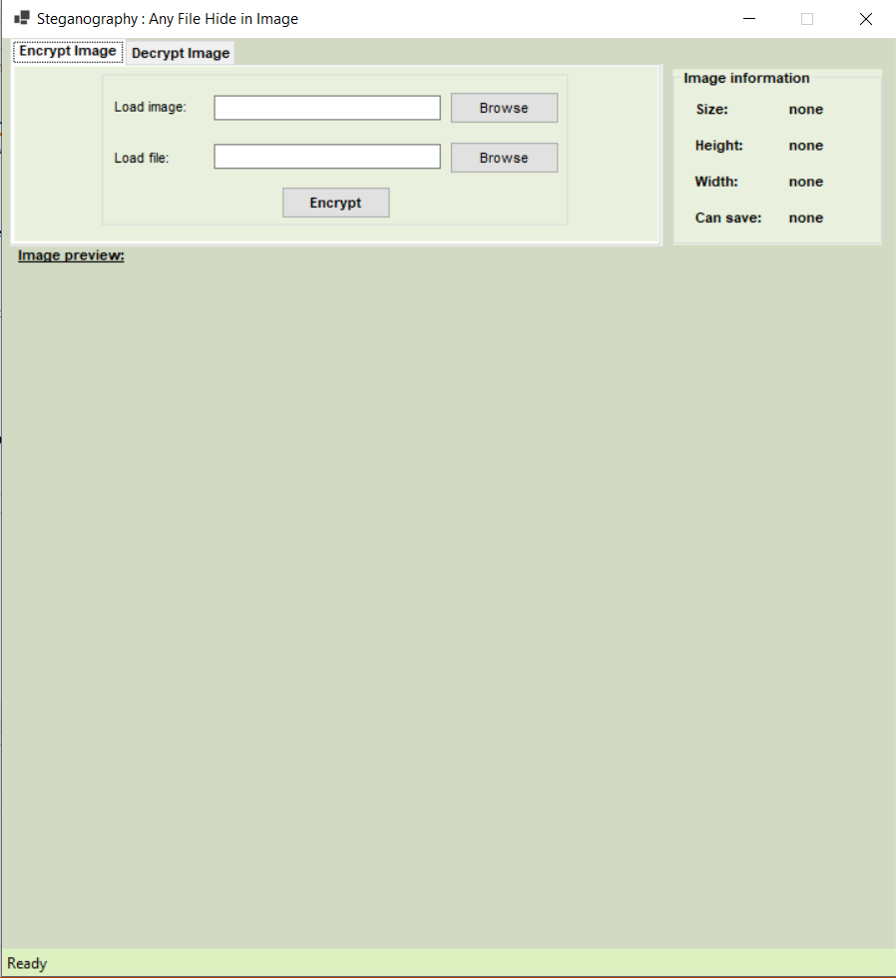 Steganography : Any File Hide in Image
Encrypt Image
Decrypt Image
Load image:
Browse
Load file:
Browse
Encrypt
Image information
Size: none
Height: none
Width: none
Can save: none
Image preview:
Ready